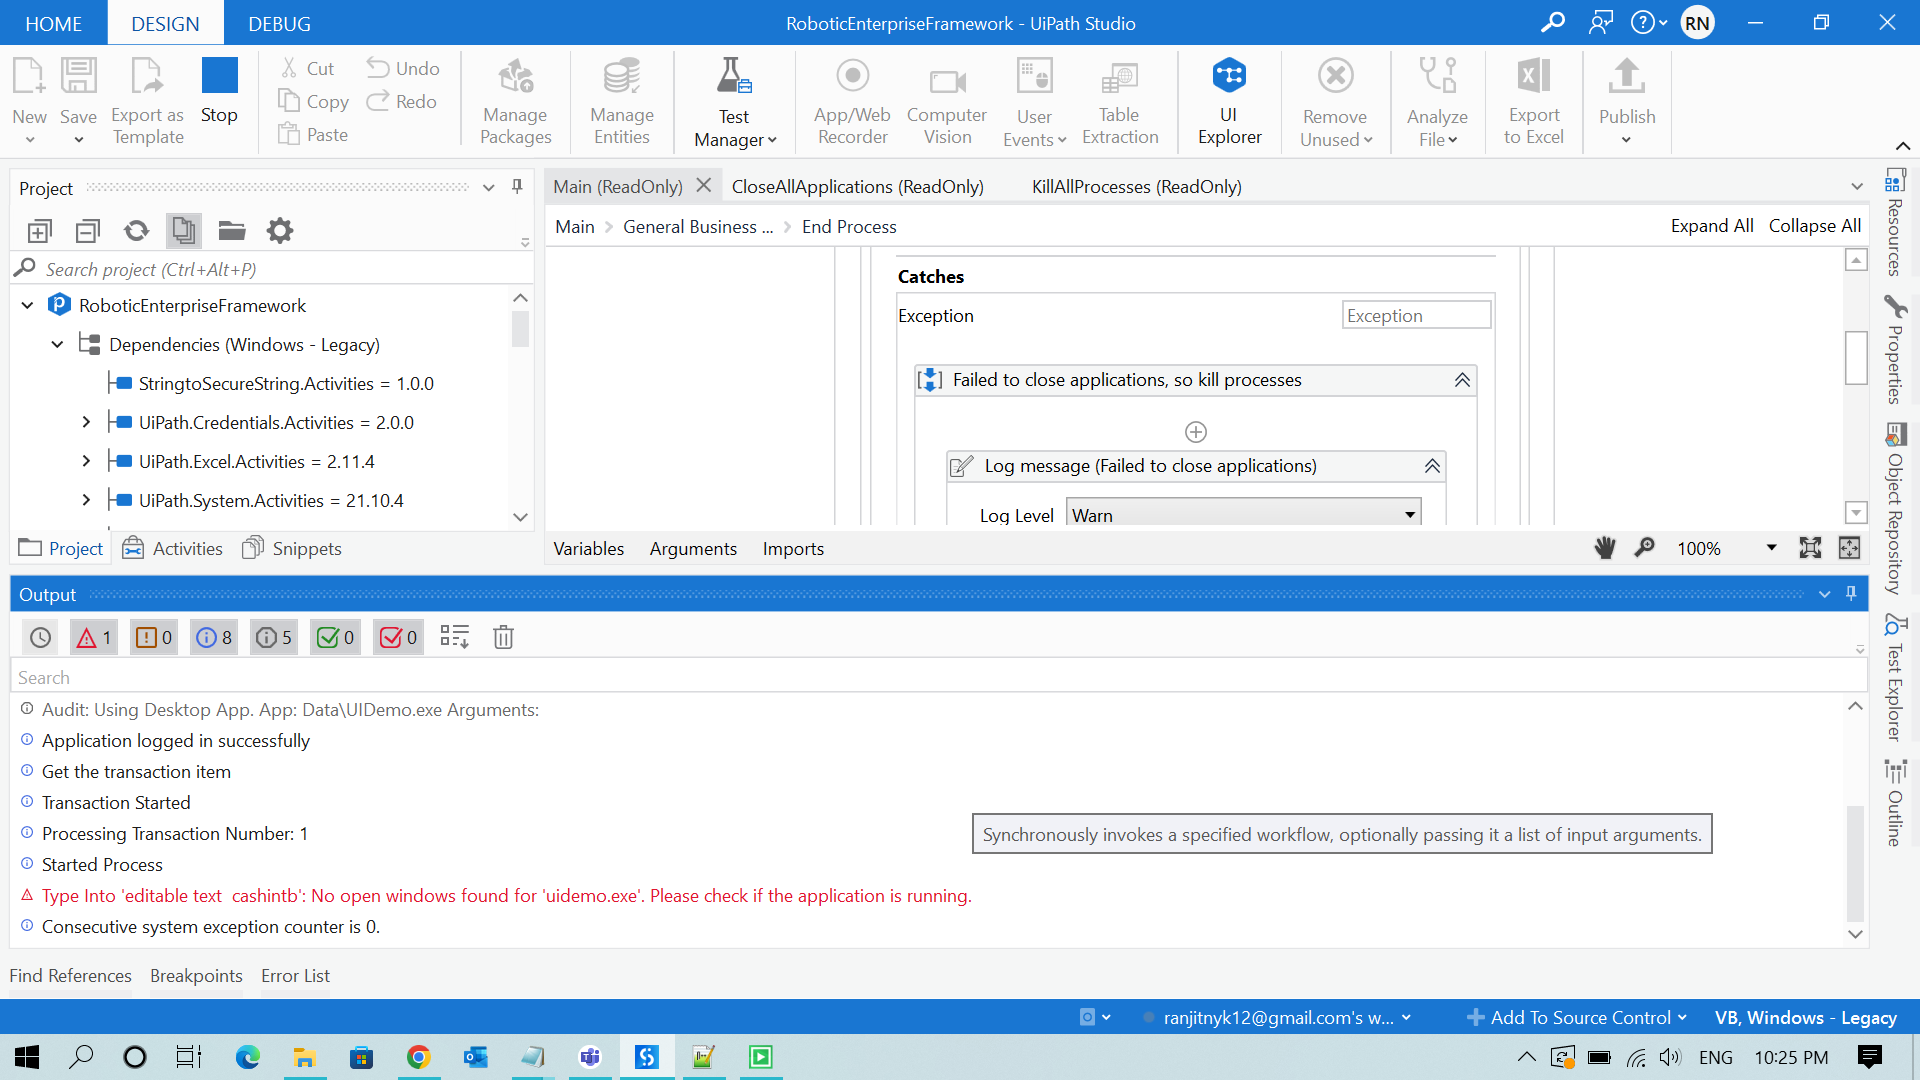 HOME DESIGN DEBUG RoboticEnterpriseFramework - UiPath Studio RN
New Save Export as Template Stop Cut Copy Paste Undo Redo
Manage Packages Manage Entities Test Manager App/Web Recorder Computer Vision User Events Table Extraction UI Explorer Remove Unused Analyze File Export to Excel Publish
Project
Search project (Ctrl+Alt+P)
RoboticEnterpriseFramework
Dependencies (Windows - Legacy)
StringtoSecureString.Activities = 1.0.0
UiPath.Credentials.Activities = 2.0.0
UiPath.Excel.Activities = 2.11.4
UiPath.System.Activities = 21.10.4
Project Activities Snippets
Main (ReadOnly) CloseAllApplications (ReadOnly) KillAllProcesses (ReadOnly)
Main General Business ... End Process Expand All Collapse All
Catches
Exception Exception
Failed to close applications, so kill processes
Log message (Failed to close applications)
Log Level Warn
Variables Arguments Imports 100%
Resources
Properties
Object Repository
Test Explorer
Outline
Output
1 0 8 5 0 0
Search
Audit: Using Desktop App. App: Data\UIDemo.exe Arguments:
Application logged in successfully
Get the transaction item
Transaction Started
Processing Transaction Number: 1
Synchronously invokes a specified workflow, optionally passing it a list of input arguments.
Started Process
Type Into 'editable text  cashintb': No open windows found for 'uidemo.exe'. Please check if the application is running.
Consecutive system exception counter is 0.
Find References Breakpoints Error List
ranjitnyk12@gmail.com's w... Add To Source Control VB, Windows - Legacy
ENG 10:25 PM